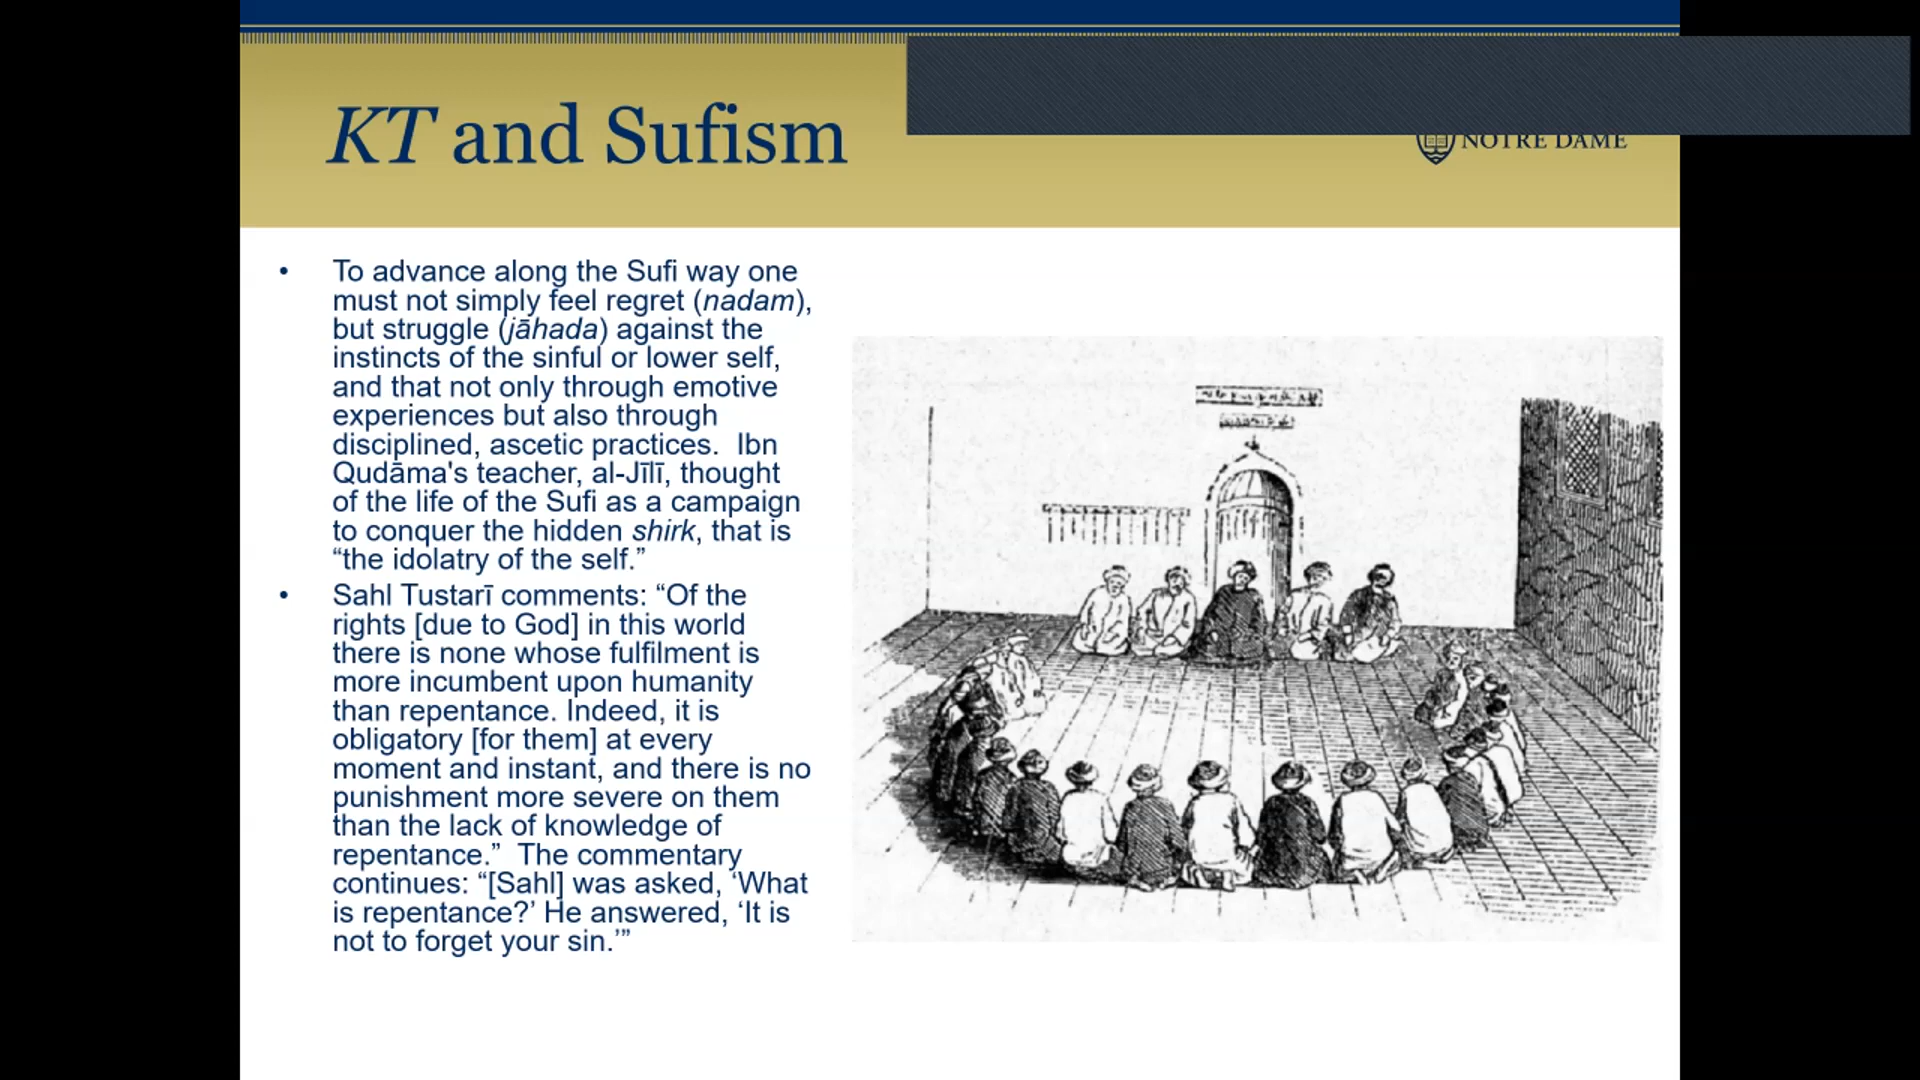 KT and Sufism
NOTRE DAME
• To advance along the Sufi way one
must not simply feel regret (nadam),
but struggle (jāhada) against the
instincts of the sinful or lower self,
and that not only through emotive
experiences but also through
disciplined, ascetic practices.  Ibn
Qudāma's teacher, al-Jīlī, thought
of the life of the Sufi as a campaign
to conquer the hidden shirk, that is
“the idolatry of the self.”
• Sahl Tustarī comments: “Of the
rights [due to God] in this world
there is none whose fulfilment is
more incumbent upon humanity
than repentance. Indeed, it is
obligatory [for them] at every
moment and instant, and there is no
punishment more severe on them
than the lack of knowledge of
repentance.”  The commentary
continues: “[Sahl] was asked, ‘What
is repentance?’ He answered, ‘It is
not to forget your sin.’”